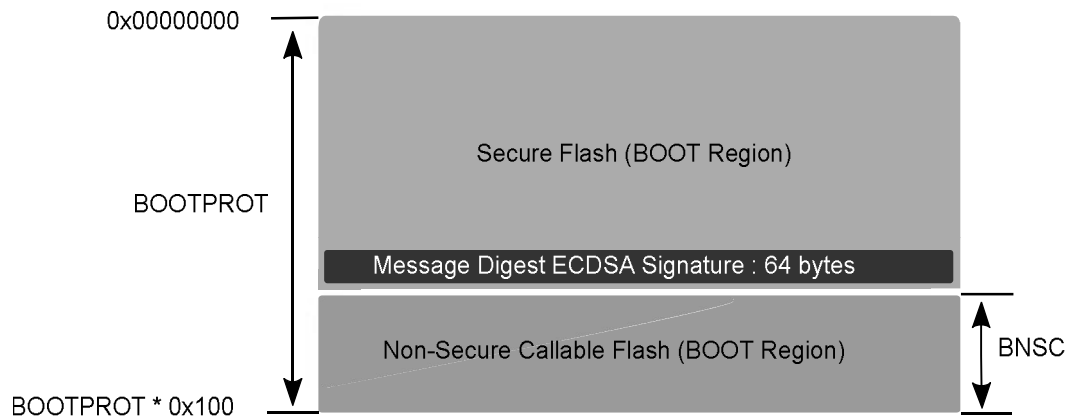 0x00000000
Secure Flash (BOOT Region)
BOOTPROT
Message Digest ECDSA Signature : 64 bytes
Non-Secure Callable Flash (BOOT Region)
BNSC
BOOTPROT * 0x100